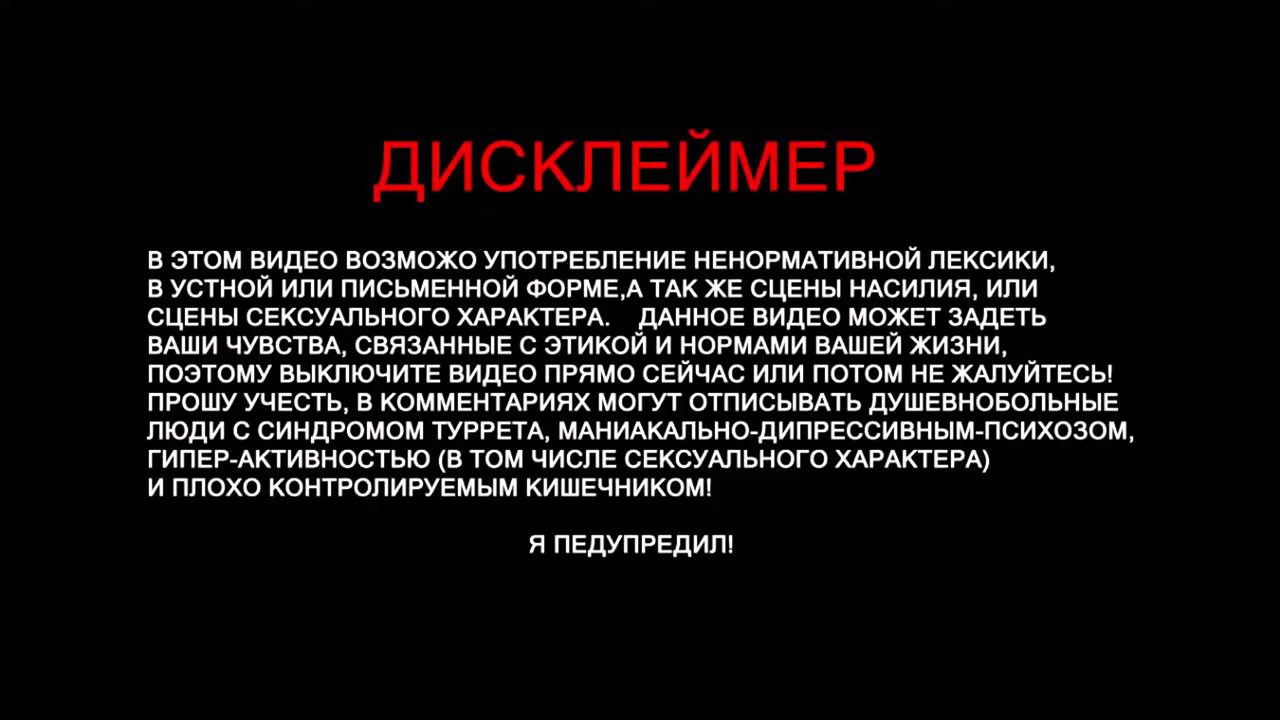 ДИСКЛЕЙМЕР
В ЭТОМ ВИДЕО ВОЗМОЖО УПОТРЕБЛЕНИЕ НЕНОРМАТИВНОЙ ЛЕКСИКИ,
В УСТНОЙ ИЛИ ПИСЬМЕННОЙ ФОРМЕ,А ТАК ЖЕ СЦЕНЫ НАСИЛИЯ, ИЛИ
СЦЕНЫ СЕКСУАЛЬНОГО ХАРАКТЕРА. ДАННОЕ ВИДЕО МОЖЕТ ЗАДЕТЬ
ВАШИ ЧУВСТВА, СВЯЗАННЫЕ С ЭТИКОЙ И НОРМАМИ ВАШЕЙ ЖИЗНИ,
ПОЭТОМУ ВЫКЛЮЧИТЕ ВИДЕО ПРЯМО СЕЙЧАС ИЛИ ПОТОМ НЕ ЖАЛУЙТЕСЬ!
ПРОШУ УЧЕСТЬ, В КОММЕНТАРИЯХ МОГУТ ОТПИСЫВАТЬ ДУШЕВНОБОЛЬНЫЕ
ЛЮДИ С СИНДРОМОМ ТУРРЕТА, МАНИАКАЛЬНО-ДИПРЕССИВНЫМ-ПСИХОЗОМ,
ГИПЕР-АКТИВНОСТЬЮ (В ТОМ ЧИСЛЕ СЕКСУАЛЬНОГО ХАРАКТЕРА)
И ПЛОХО КОНТРОЛИРУЕМЫМ КИШЕЧНИКОМ!
Я ПЕДУПРЕДИЛ!